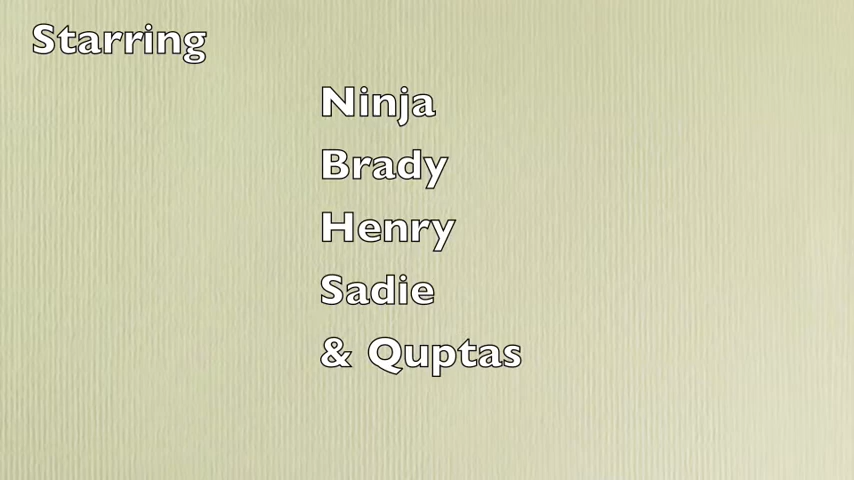 Starring
Ninja
Brady
Henry
Sadie
& Quptas